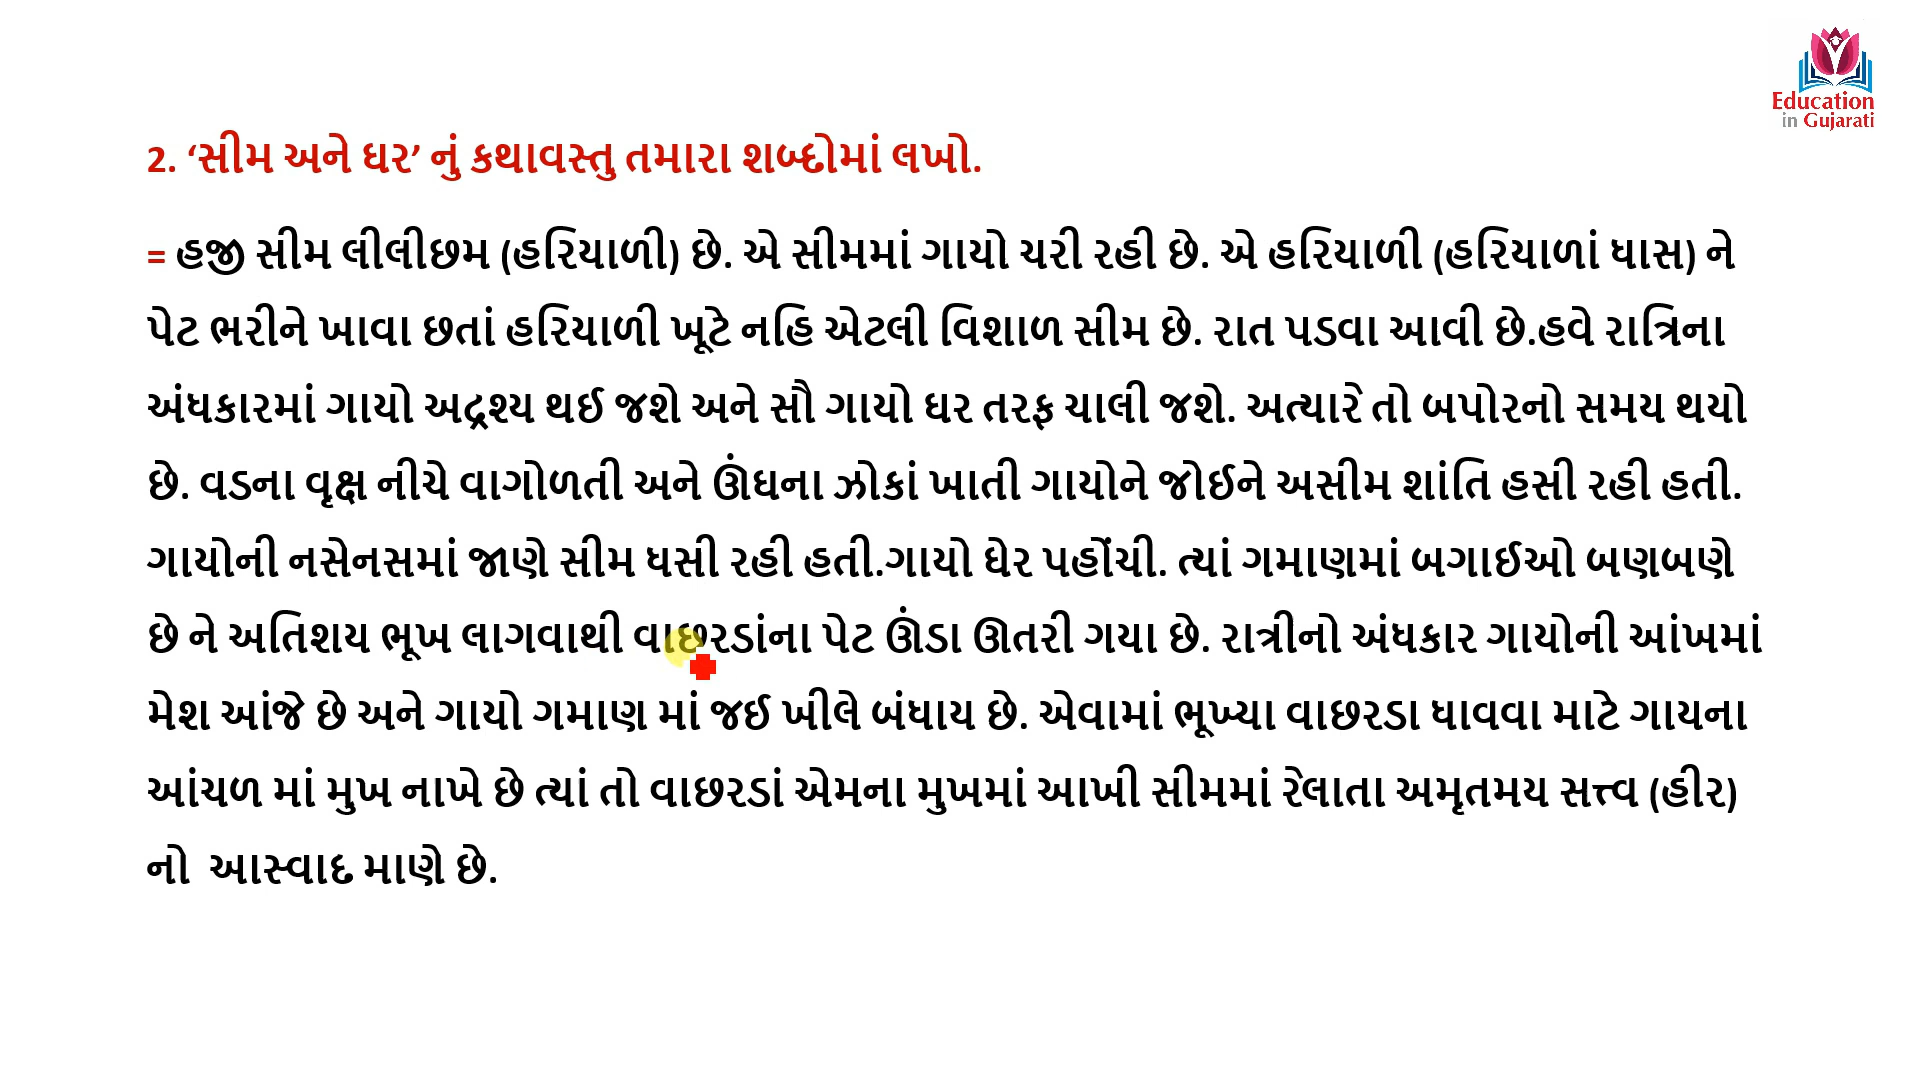 Education
in Gujarati
2. ‘સીમ અને ઘર’ નું કથાવસ્તુ તમારા શબ્દોમાં લખો.
= હજી સીમ લીલીછમ (હરિયાળી) છે. એ સીમમાં ગાયો ચરી રહી છે. એ હરિયાળી (હરિયાળાં ઘાસ) ને
પેટ ભરીને ખાવા છતાં હરિયાળી ખૂટે નહિ એટલી વિશાળ સીમ છે. રાત પડવા આવી છે.હવે રાત્રિના
અંધકારમાં ગાયો અદ્રશ્ય થઈ જશે અને સૌ ગાયો ઘર તરફ ચાલી જશે. અત્યારે તો બપોરનો સમય થયો
છે. વડના વૃક્ષ નીચે વાગોળતી અને ઊંઘના ઝોકાં ખાતી ગાયોને જોઈને અસીમ શાંતિ હસી રહી હતી.
ગાયોની નસેનસમાં જાણે સીમ ધસી રહી હતી.ગાયો ઘેર પહોંચી. ત્યાં ગમાણમાં બગાઈઓ બણબણે
છે ને અતિશય ભૂખ લાગવાથી વાછરડાંના પેટ ઊંડા ઊતરી ગયા છે. રાત્રીનો અંધકાર ગાયોની આંખમાં
મેશ આંજે છે અને ગાયો ગમાણ માં જઈ ખીલે બંધાય છે. એવામાં ભૂખ્યા વાછરડા ધાવવા માટે ગાયના
આંચળ માં મુખ નાખે છે ત્યાં તો વાછરડાં એમના મુખમાં આખી સીમમાં રેલાતા અમૃતમય સત્ત્વ (હીર)
નો આસ્વાદ માણે છે.